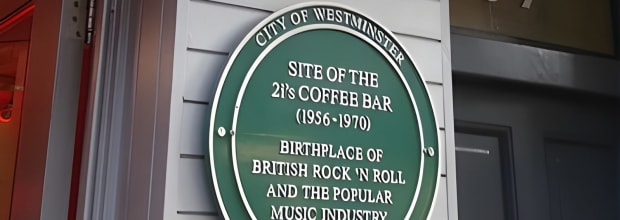 CITY OF WESTMINSTER
SITE OF THE
2i's COFFEE BAR
(1956-1970)
BIRTHPLACE OF
BRITISH ROCK 'N ROLL
AND THE POPULAR
MUSIC INDUSTRY